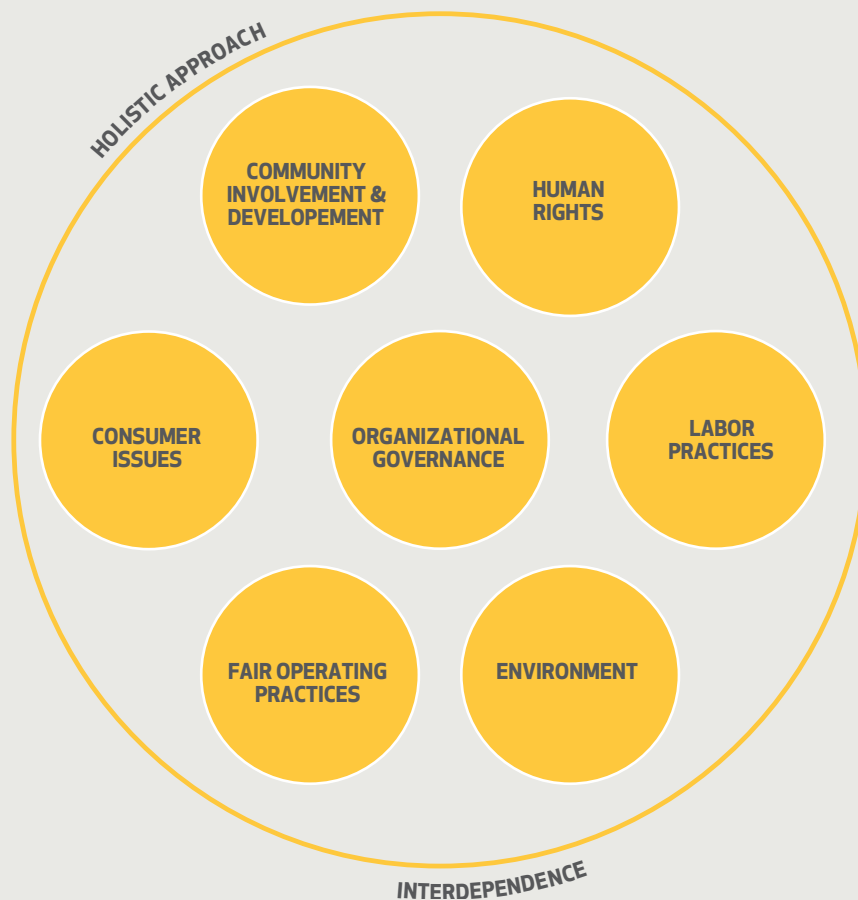 HOLISTIC APPROACH
COMMUNITY
INVOLVEMENT &
DEVELOPEMENT
HUMAN
RIGHTS
CONSUMER
ISSUES
ORGANIZATIONAL
GOVERNANCE
LABOR
PRACTICES
FAIR OPERATING
PRACTICES
ENVIRONMENT
INTERDEPENDENCE